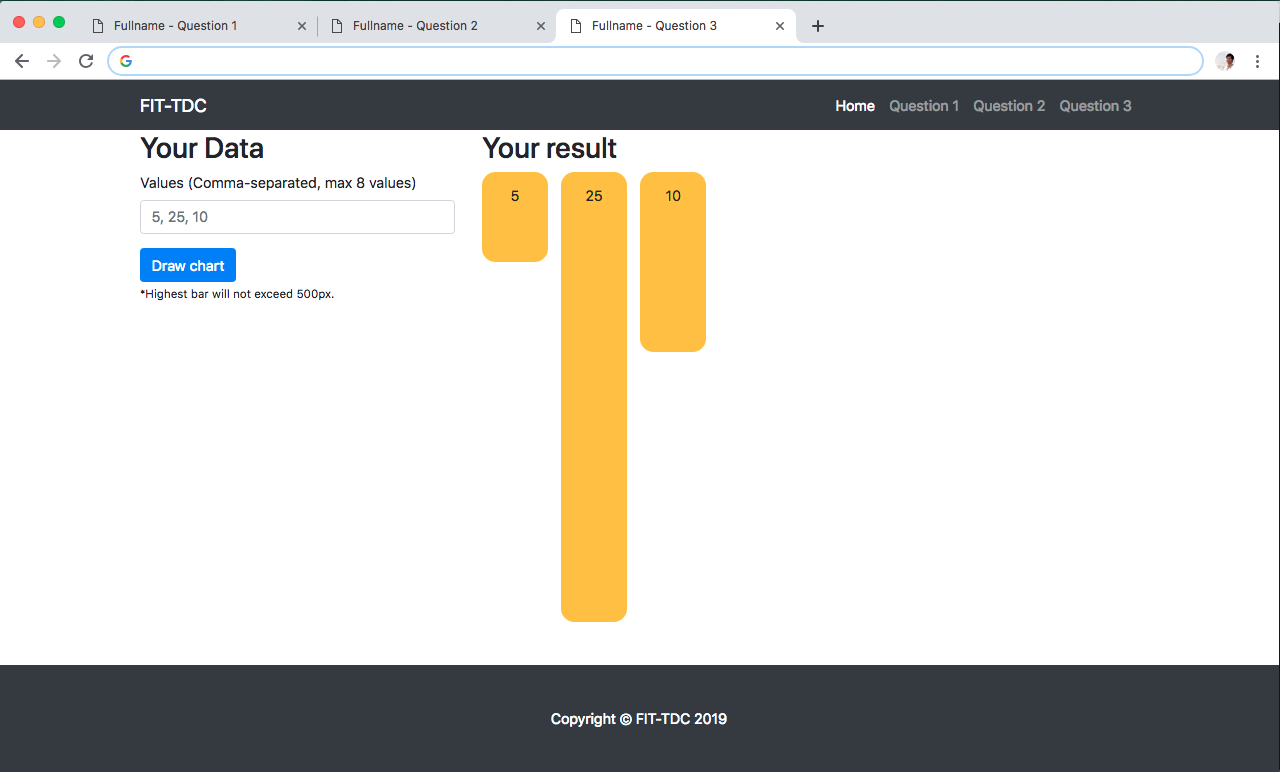 Fullname - Question 1
Fullname - Question 2
Fullname - Question 3
FIT-TDC
Home
Question 1
Question 2
Question 3
Your Data
Values (Comma-separated, max 8 values)
5, 25, 10
Draw chart
*Highest bar will not exceed 500px.
Your result
5
25
10
Copyright © FIT-TDC 2019